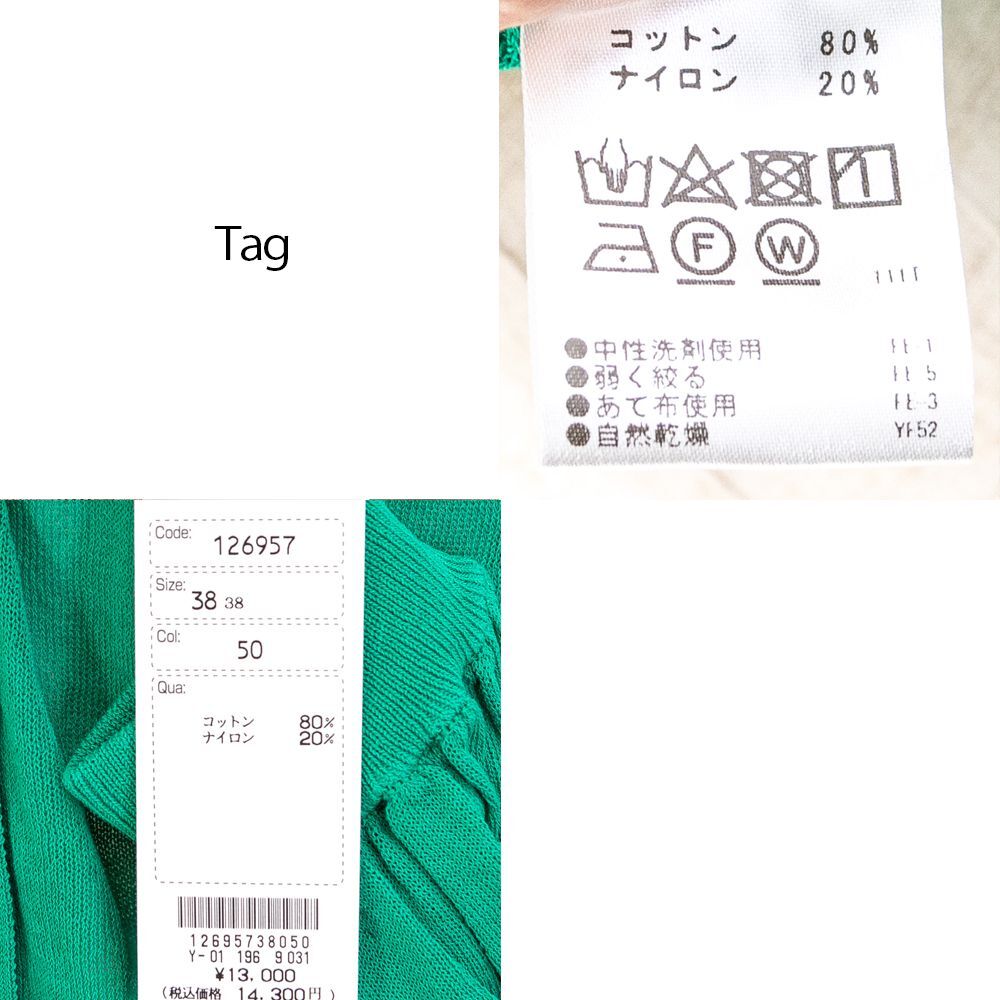 Tag
コットン 80%
ナイロン 20%
F W
中性洗剤使用
弱く絞る
あて布使用
自然乾燥
Code: 126957
Size: 38 38
Col: 50
Qua:
コットン 80%
ナイロン 20%
12695738050
Y-01 196 9031
¥13,000
(税込価格 14,300円)